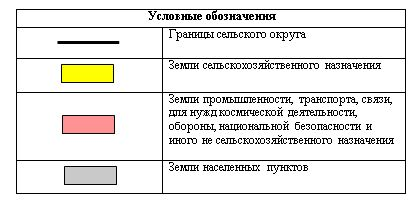 Условные обозначения
Границы сельского округа
Земли сельскохозяйственного назначения
Земли промышленности, транспорта, связи,
для нужд космической деятельности,
обороны, национальной безопасности и
иного не сельскохозяйственного назначения
Земли населенных пунктов